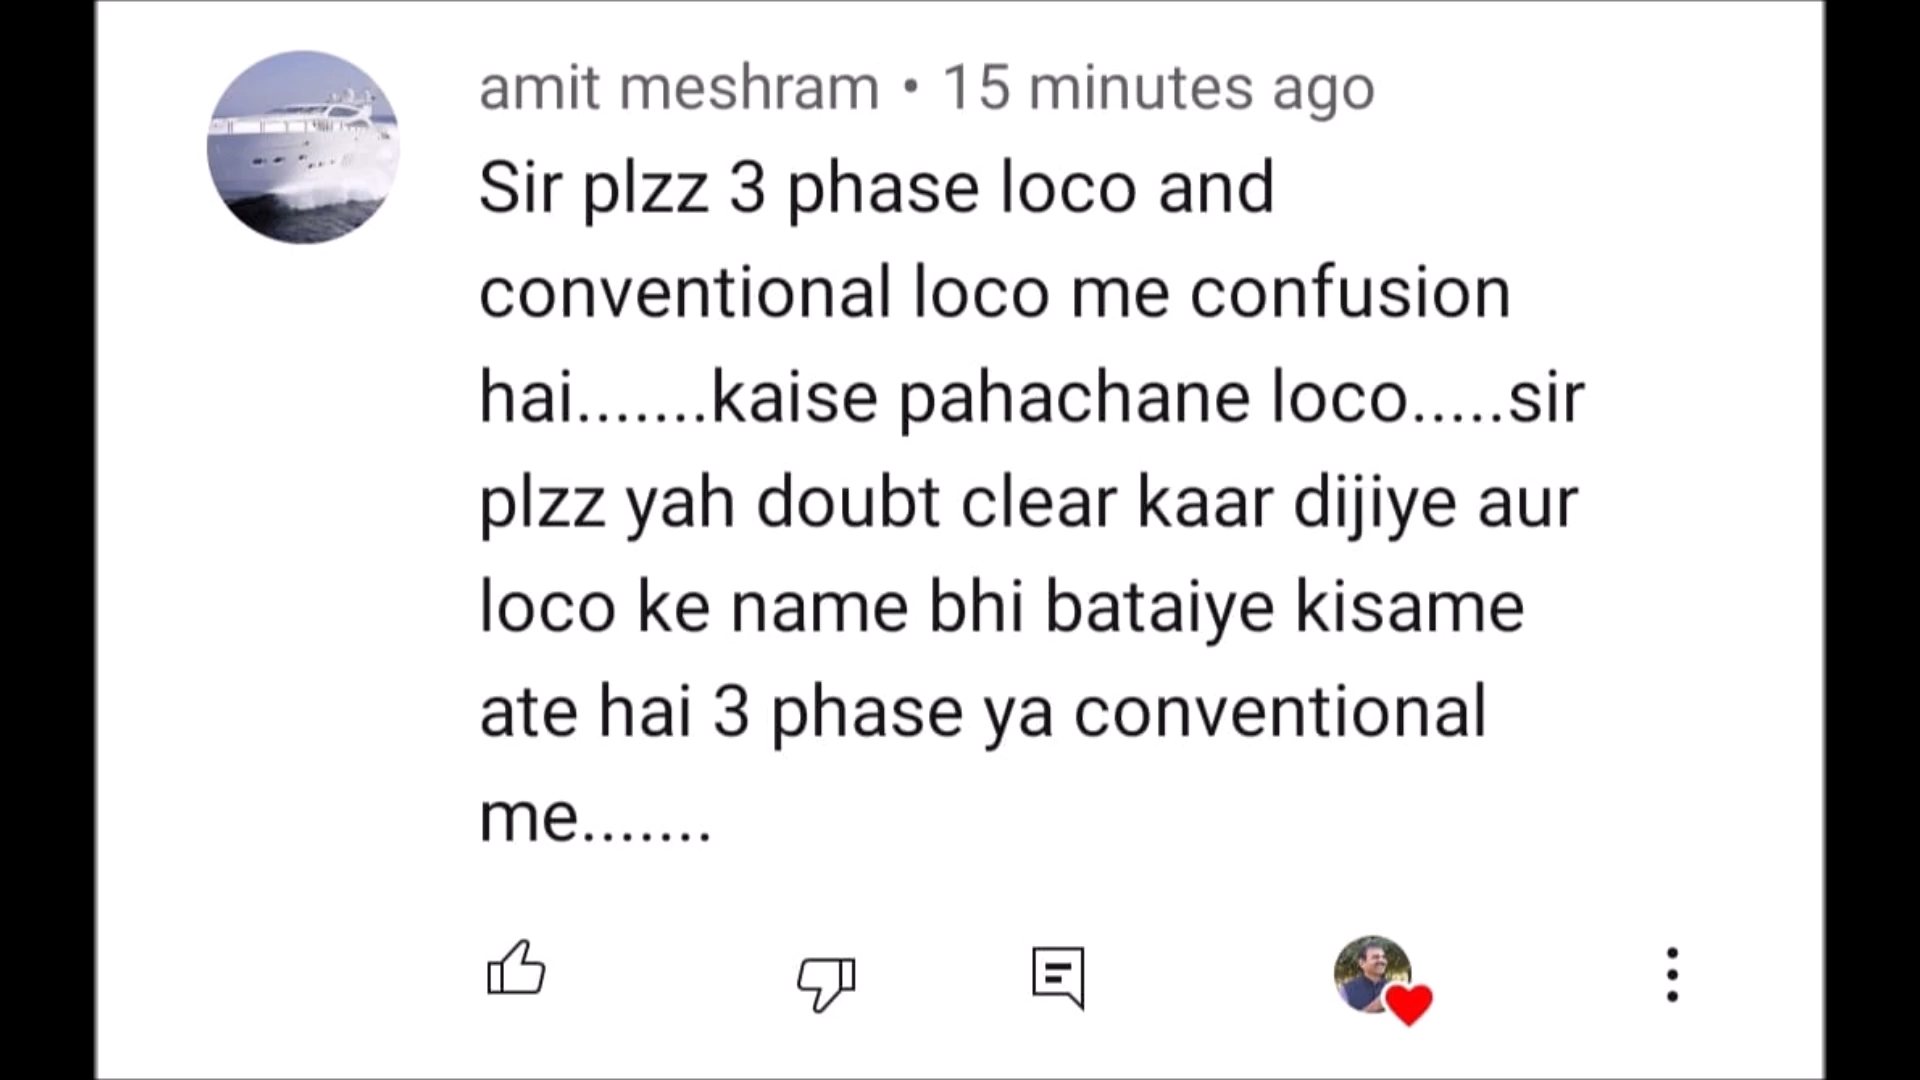 amit meshram • 15 minutes ago
Sir plzz 3 phase loco and
conventional loco me confusion
hai.......kaise pahachane loco.....sir
plzz yah doubt clear kaar dijiye aur
loco ke name bhi bataiye kisame
ate hai 3 phase ya conventional
me.......